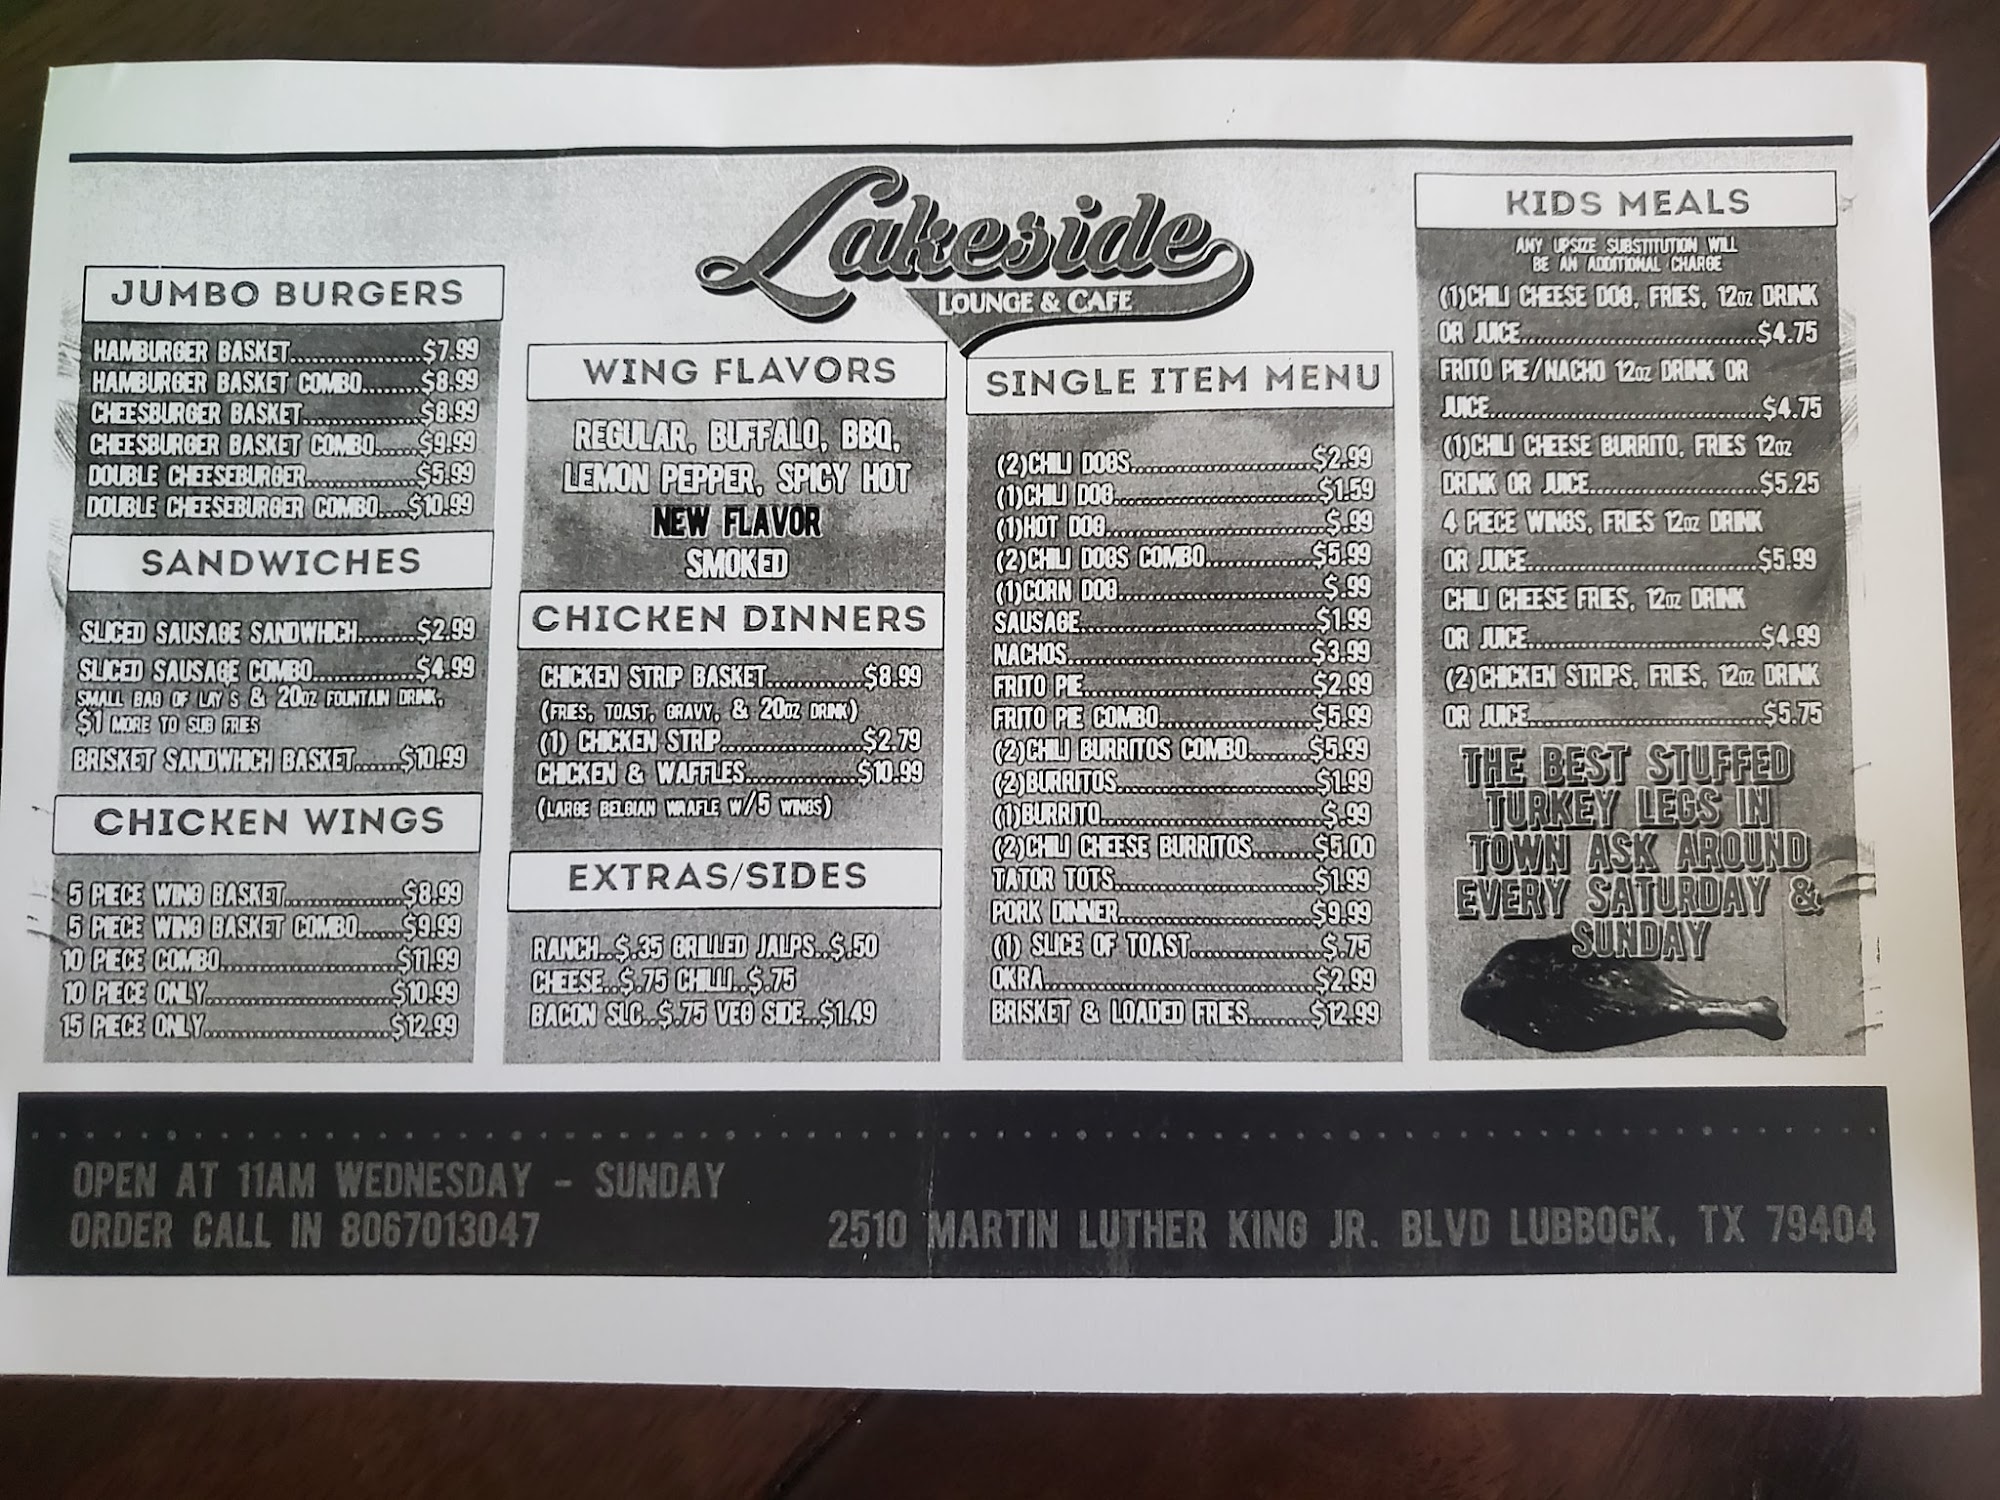 Lakeside
LOUNGE & CAFE
JUMBO BURGERS
HAMBURGER BASKET..................$7.99
HAMBURGER BASKET COMBO........$8.99
CHEESBURGER BASKET................$8.99
CHEESBURGER BASKET COMBO......$9.99
DOUBLE CHEESEBURGER...............$5.99
DOUBLE CHEESEBURGER COMBO....$10.99
SANDWICHES
SLICED SAUSAGE SANDWHICH........$2.99
SLICED SAUSAGE COMBO..............$4.99
SMALL BAG OF LAY S & 20OZ FOUNTAIN DRINK,
$1 MORE TO SUB FRIES
BRISKET SANDWHICH BASKET......$10.99
CHICKEN WINGS
5 PIECE WING BASKET................$8.99
5 PIECE WING BASKET COMBO......$9.99
10 PIECE COMBO........................$11.99
10 PIECE ONLY..........................$10.99
15 PIECE ONLY..........................$12.99
WING FLAVORS
REGULAR, BUFFALO, BBQ,
LEMON PEPPER, SPICY HOT
NEW FLAVOR
SMOKED
CHICKEN DINNERS
CHICKEN STRIP BASKET.............$8.99
(FRIES, TOAST, GRAVY, & 20OZ DRINK)
(1) CHICKEN STRIP...................$2.79
CHICKEN & WAFFLES...............$10.99
(LARGE BELGIAN WAAFLE W/5 WINGS)
EXTRAS/SIDES
RANCH..$.35 GRILLED JALPS..$.50
CHEESE..$.75 CHILLI..$.75
BACON SLC..$.75 VEG SIDE..$1.49
SINGLE ITEM MENU
(2)CHILI DOGS.........................$2.99
(1)CHILI DOG............................$1.59
(1)HOT DOG..............................$.99
(2)CHILI DOGS COMBO...............$5.99
(1)CORN DOG............................$.99
SAUSAGE................................$1.99
NACHOS..................................$3.99
FRITO PIE................................$2.99
FRITO PIE COMBO......................$5.99
(2)CHILI BURRITOS COMBO........$5.99
(2)BURRITOS............................$1.99
(1)BURRITO...............................$.99
(2)CHILI CHEESE BURRITOS........$5.00
TATOR TOTS............................$1.99
PORK DINNER...........................$9.99
(1) SLICE OF TOAST..................$.75
OKRA.....................................$2.99
BRISKET & LOADED FRIES........$12.99
KIDS MEALS
ANY UPSIZE SUBSTITUTION WILL
BE AN ADDITIONAL CHARGE
(1)CHILI CHEESE DOG, FRIES, 12OZ DRINK
OR JUICE..................................$4.75
FRITO PIE/NACHO 12OZ DRINK OR
JUICE......................................$4.75
(1)CHILI CHEESE BURRITO, FRIES 12OZ
DRINK OR JUICE........................$5.25
4 PIECE WINGS, FRIES 12OZ DRINK
OR JUICE.................................$5.99
CHILI CHEESE FRIES, 12OZ DRINK
OR JUICE.................................$4.99
(2)CHICKEN STRIPS, FRIES, 12OZ DRINK
OR JUICE.................................$5.75
THE BEST STUFFED
TURKEY LEGS IN
TOWN ASK AROUND
EVERY SATURDAY &
SUNDAY
OPEN AT 11AM WEDNESDAY - SUNDAY
ORDER CALL IN 8067013047
2510 MARTIN LUTHER KING JR. BLVD LUBBOCK, TX 79404